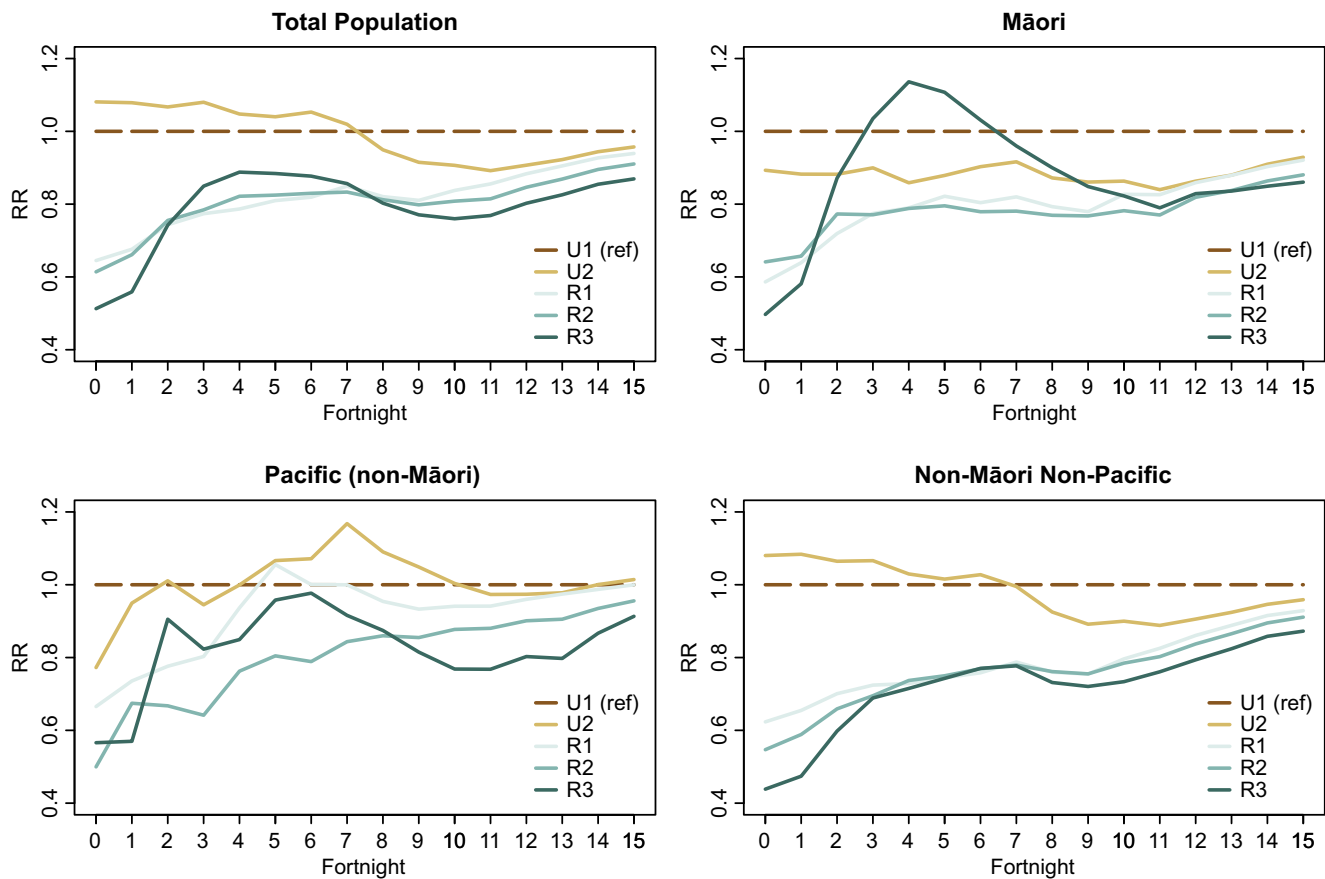 Total Population
RR
1.2
1.0
0.8
0.6
0.4
U1 (ref)
U2
R1
R2
R3
0 1 2 3 4 5 6 7 8 9 10 11 12 13 14 15
Fortnight
Māori
RR
1.2
1.0
0.8
0.6
0.4
U1 (ref)
U2
R1
R2
R3
0 1 2 3 4 5 6 7 8 9 10 11 12 13 14 15
Fortnight
Pacific (non-Māori)
RR
1.2
1.0
0.8
0.6
0.4
U1 (ref)
U2
R1
R2
R3
0 1 2 3 4 5 6 7 8 9 10 11 12 13 14 15
Fortnight
Non-Māori Non-Pacific
RR
1.2
1.0
0.8
0.6
0.4
U1 (ref)
U2
R1
R2
R3
0 1 2 3 4 5 6 7 8 9 10 11 12 13 14 15
Fortnight